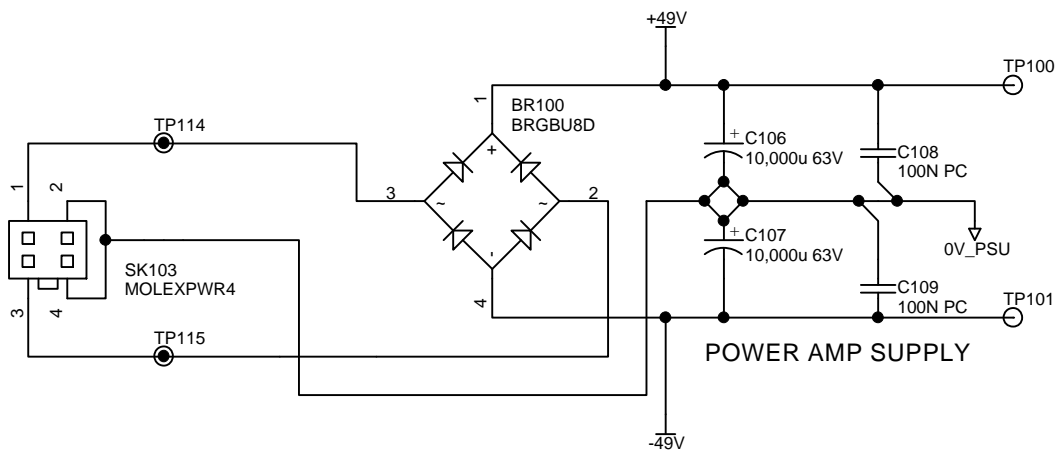 +49V
TP100
1
BR100
BRGBU8D
TP114
+
+
C106
10,000u 63V
C108
100N PC
1
2
3
~
~
2
+
C107
10,000u 63V
0V_PSU
SK103
MOLEXPWR4
-
C109
100N PC
3
4
4
TP101
TP115
POWER AMP SUPPLY
-49V